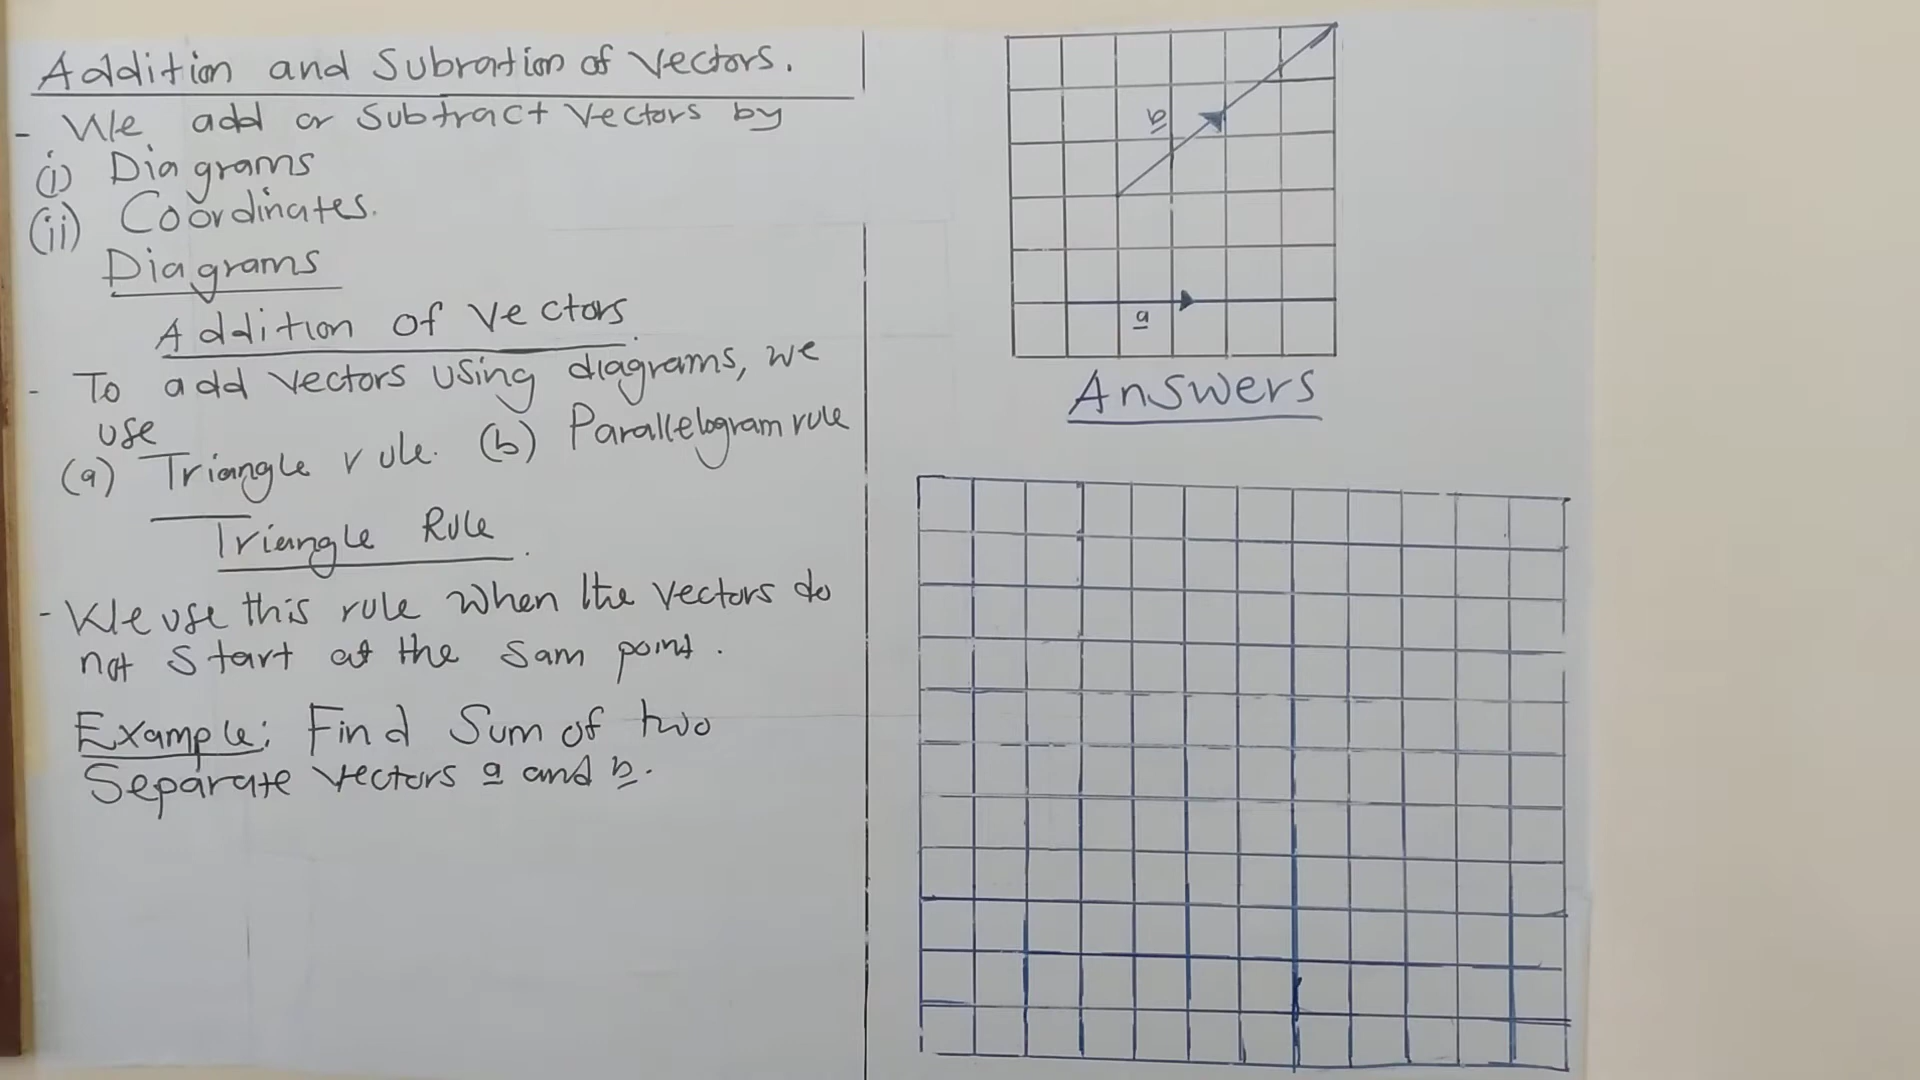 Addition and Subration of Vectors.
- We add or Subtract Vectors by
(i) Diagrams
(ii) Coordinates.
Diagrams
Addition of Vectors
- To add Vectors using diagrams, we
use
(a) Triangle rule. (b) Parallelogram rule
Triangle Rule
- We use this rule when the vectors do
not start at the Sam point.
Example: Find Sum of two
Separate vectors a and b.
b
a
Answers